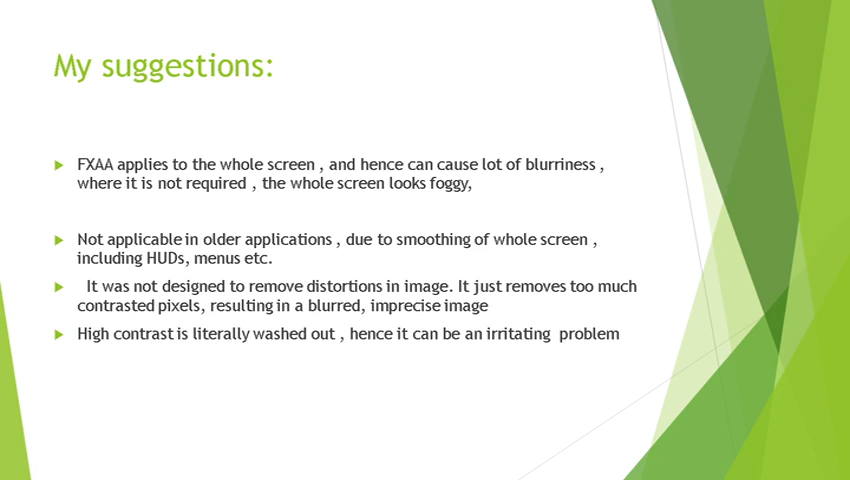 My suggestions:
FXAA applies to the whole screen , and hence can cause lot of blurriness ,
where it is not required , the whole screen looks foggy,
Not applicable in older applications , due to smoothing of whole screen ,
including HUDs, menus etc.
It was not designed to remove distortions in image. It just removes too much
contrasted pixels, resulting in a blurred, imprecise image
High contrast is literally washed out , hence it can be an irritating  problem